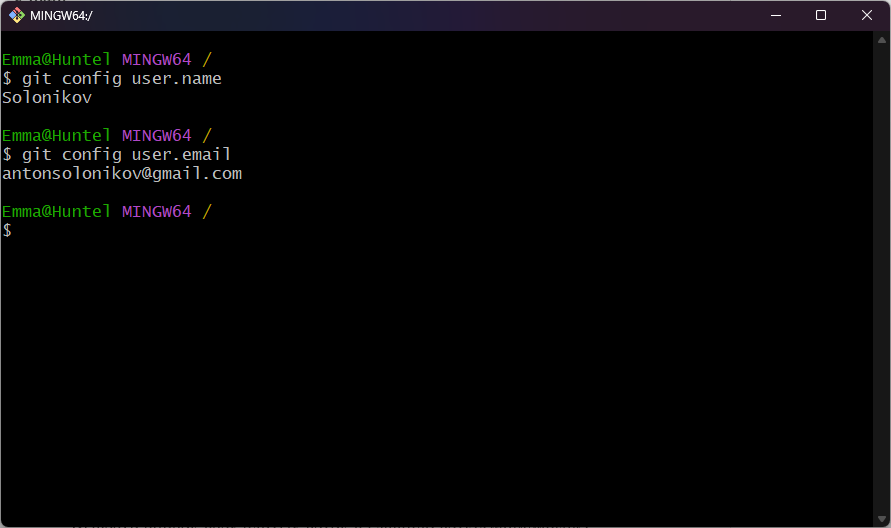 MINGW64:/
Emma@Huntel MINGW64 /
$ git config user.name
Solonikov
Emma@Huntel MINGW64 /
$ git config user.email
antonsolonikov@gmail.com
Emma@Huntel MINGW64 /
$